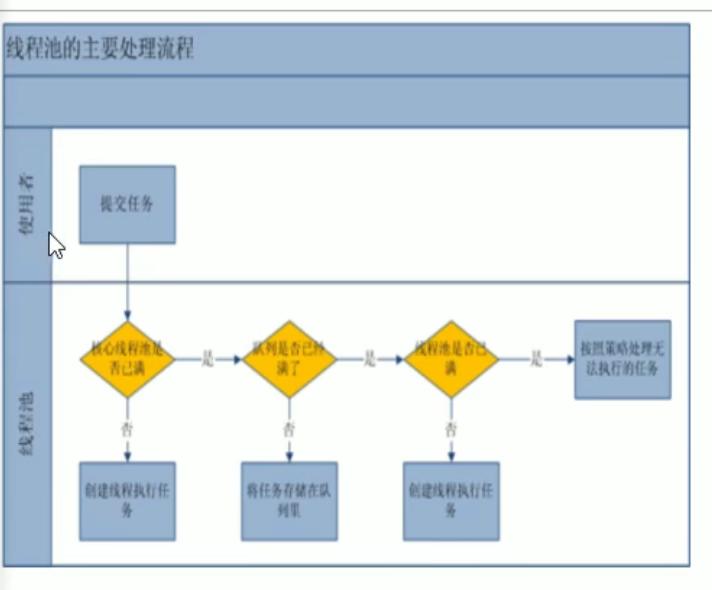 线程池的主要处理流程
使用者
提交任务
线程池
核心线程池是
否已满
是
队列是否已经
满了
是
线程池是否已
满
是
按照策略处理无
法执行的任务
否
否
否
创建线程执行任
务
将任务存储在队
列里
创建线程执行任
务